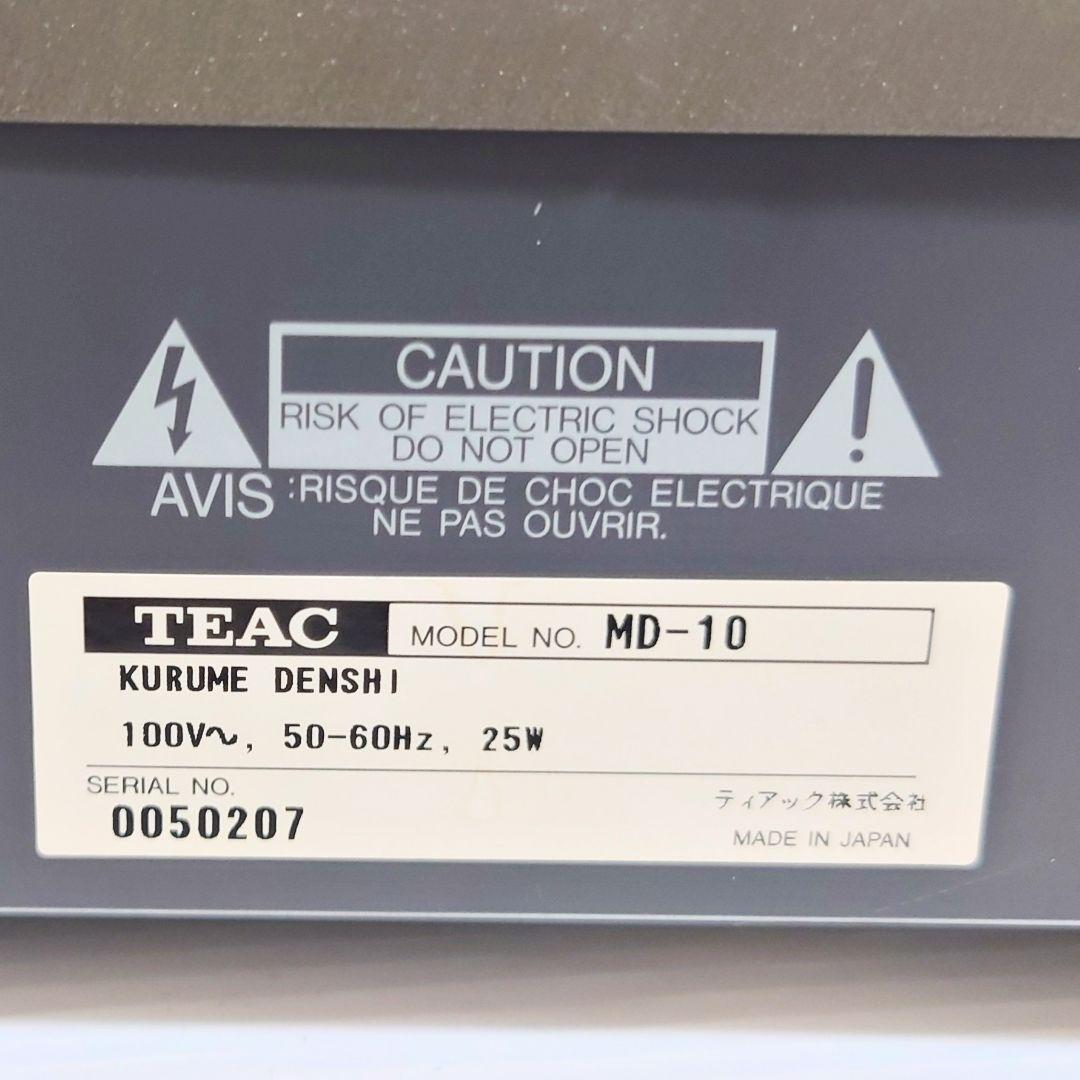 CAUTION
RISK OF ELECTRIC SHOCK
DO NOT OPEN
AVIS :RISQUE DE CHOC ELECTRIQUE
NE PAS OUVRIR.
TEAC MODEL NO. MD-10
KURUME DENSHI
100V～, 50-60Hz, 25W
SERIAL NO.
0050207
ティアック株式会社
MADE IN JAPAN